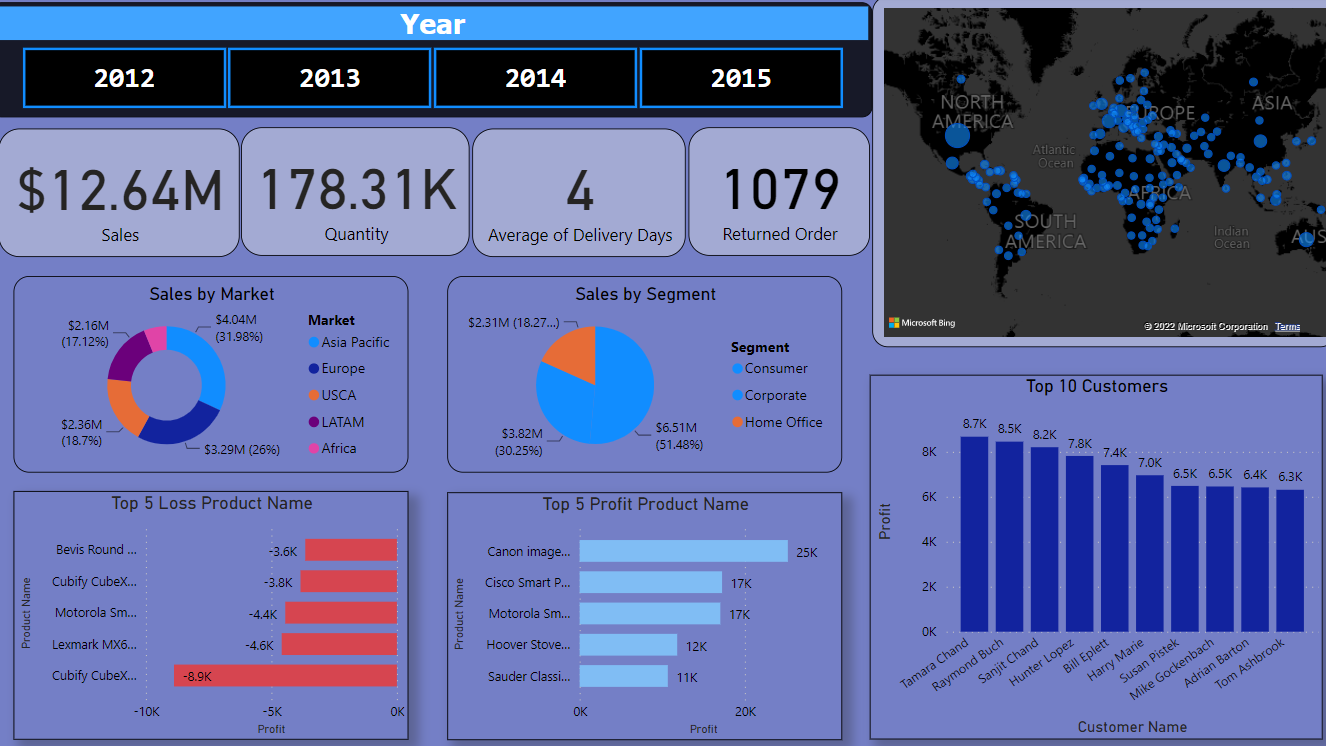 Year
2012
2013
2014
2015
$12.64M
Sales
178.31K
Quantity
4
Average of Delivery Days
1079
Returned Order
NORTH
AMERICA
EUROPE
ASIA
Atlantic
Ocean
AFRICA
SOUTH
AMERICA
Indian
Ocean
AUS
Microsoft Bing
© 2022 Microsoft Corporation Terms
Sales by Market
$2.16M
(17.12%)
$4.04M
(31.98%)
$2.36M
(18.7%)
$3.29M (26%)
Market
Asia Pacific
Europe
USCA
LATAM
Africa
Sales by Segment
$2.31M (18.27...)
$3.82M
(30.25%)
$6.51M
(51.48%)
Segment
Consumer
Corporate
Home Office
Top 10 Customers
Profit
8K
6K
4K
2K
0K
8.7K
8.5K
8.2K
7.8K
7.4K
7.0K
6.5K
6.5K
6.4K
6.3K
Tamara Chand
Raymond Buch
Sanjit Chand
Hunter Lopez
Bill Eplett
Harry Marie
Susan Pistek
Mike Gockenbach
Adrian Barton
Tom Ashbrook
Customer Name
Top 5 Loss Product Name
Product Name
Bevis Round ...
-3.6K
Cubify CubeX...
-3.8K
Motorola Sm...
-4.4K
Lexmark MX6...
-4.6K
Cubify CubeX...
-8.9K
-10K
-5K
0K
Profit
Top 5 Profit Product Name
Product Name
Canon image...
25K
Cisco Smart P...
17K
Motorola Sm...
17K
Hoover Stove...
12K
Sauder Classi...
11K
0K
20K
Profit